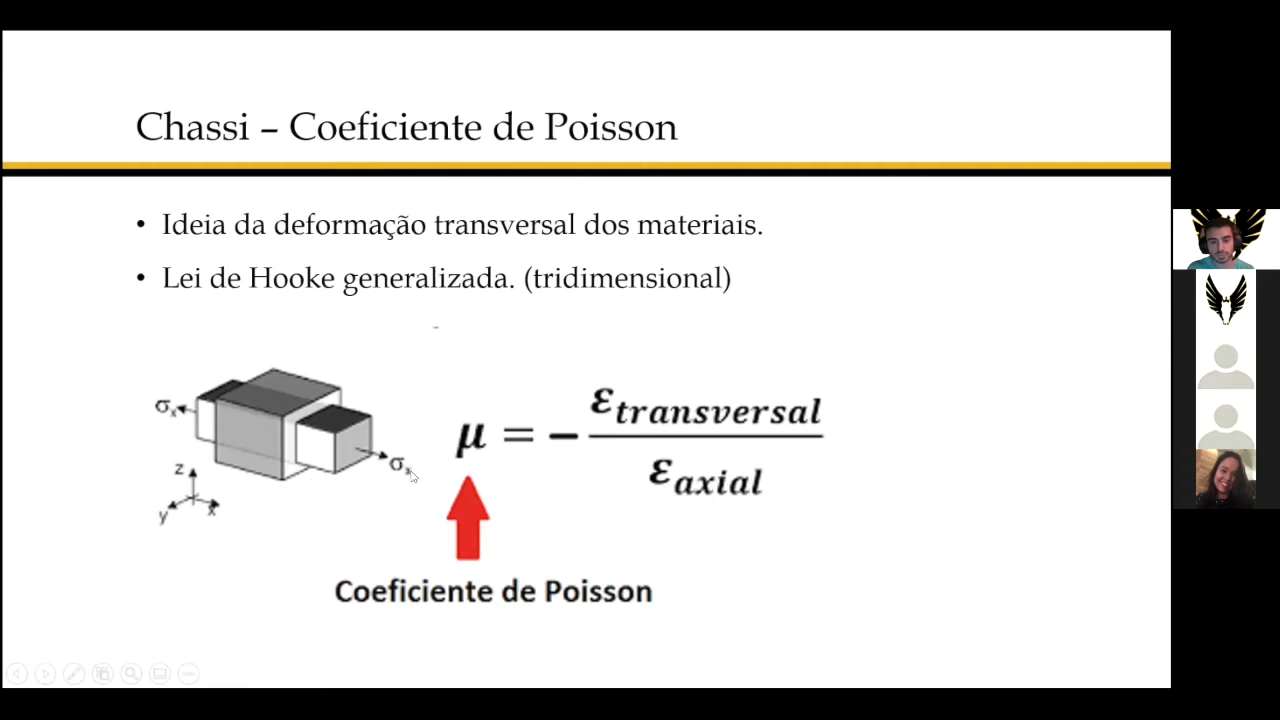 Chassi – Coeficiente de Poisson
• Ideia da deformação transversal dos materiais.
• Lei de Hooke generalizada. (tridimensional)
σx
σx
z
y
x
μ = – εtransversal / εaxial
Coeficiente de Poisson